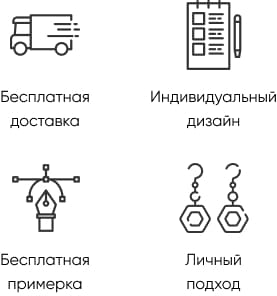 Бесплатная
доставка
Индивидуальный
дизайн
Бесплатная
примерка
Личный
подход